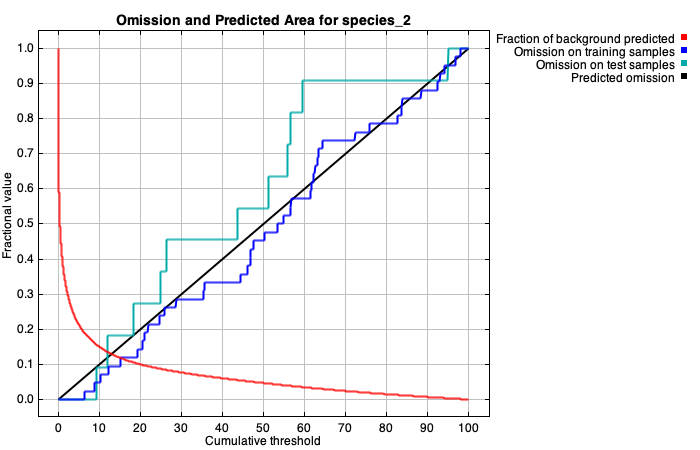 Omission and Predicted Area for species_2
Fraction of background predicted
Omission on training samples
Omission on test samples
Predicted omission
Fractional value
1.0
0.9
0.8
0.7
0.6
0.5
0.4
0.3
0.2
0.1
0.0
0 10 20 30 40 50 60 70 80 90 100
Cumulative threshold